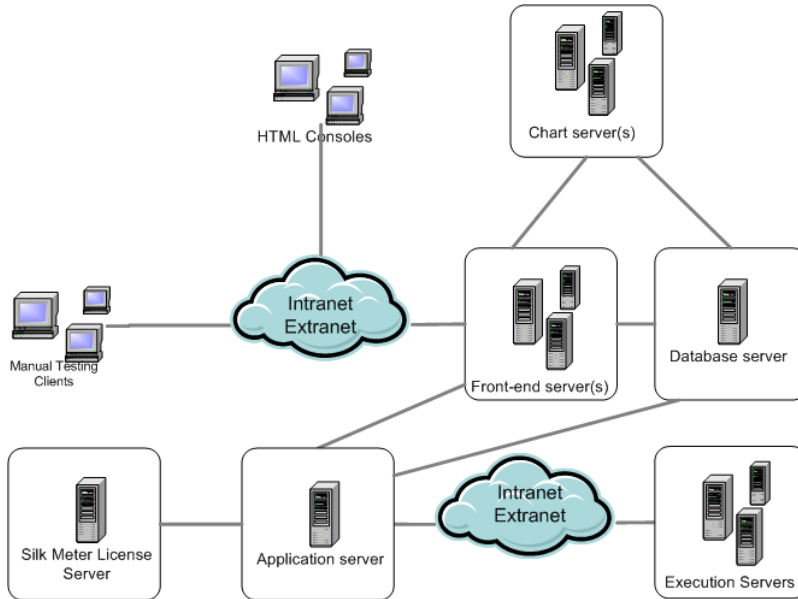 HTML Consoles
Chart server(s)
Intranet
Extranet
Manual Testing
Clients
Front-end server(s)
Database server
Silk Meter License
Server
Application server
Intranet
Extranet
Execution Servers